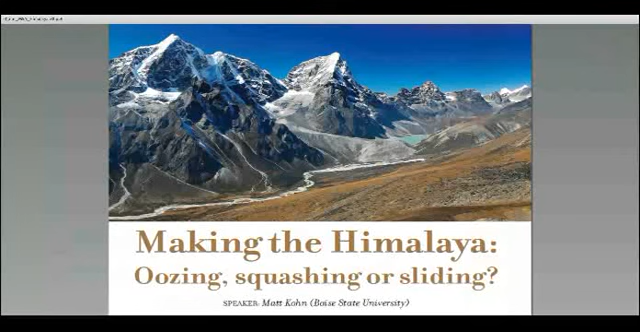 Making the Himalaya:
Oozing, squashing or sliding?
SPEAKER: Matt Kohn (Boise State University)